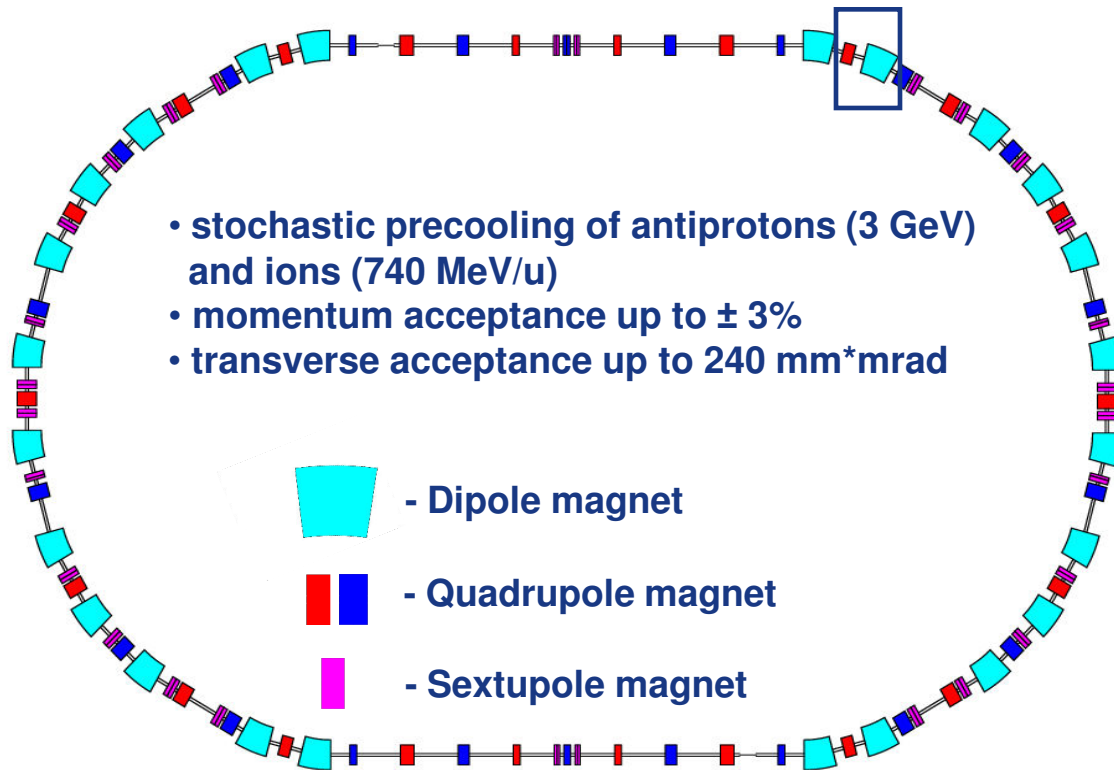 • stochastic precooling of antiprotons (3 GeV)
and ions (740 MeV/u)
• momentum acceptance up to ± 3%
• transverse acceptance up to 240 mm*mrad
- Dipole magnet
- Quadrupole magnet
- Sextupole magnet